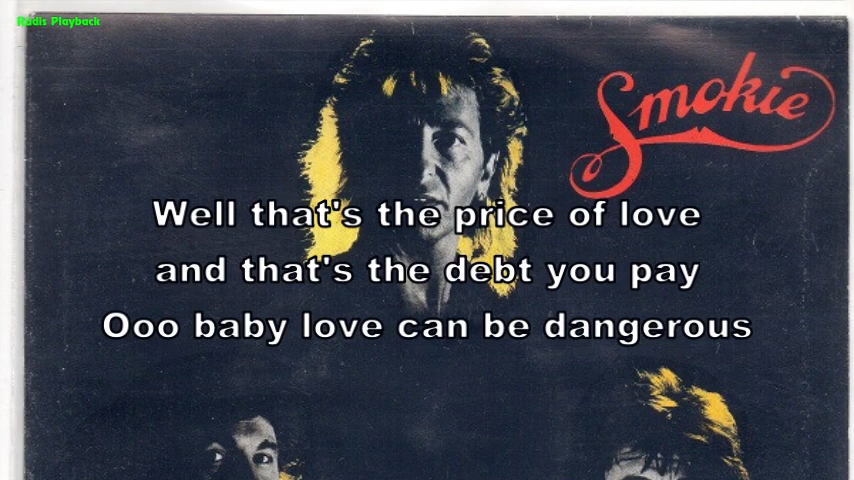 Radis Playback
Smokie
Well that's the price of love
and that's the debt you pay
Ooo baby love can be dangerous